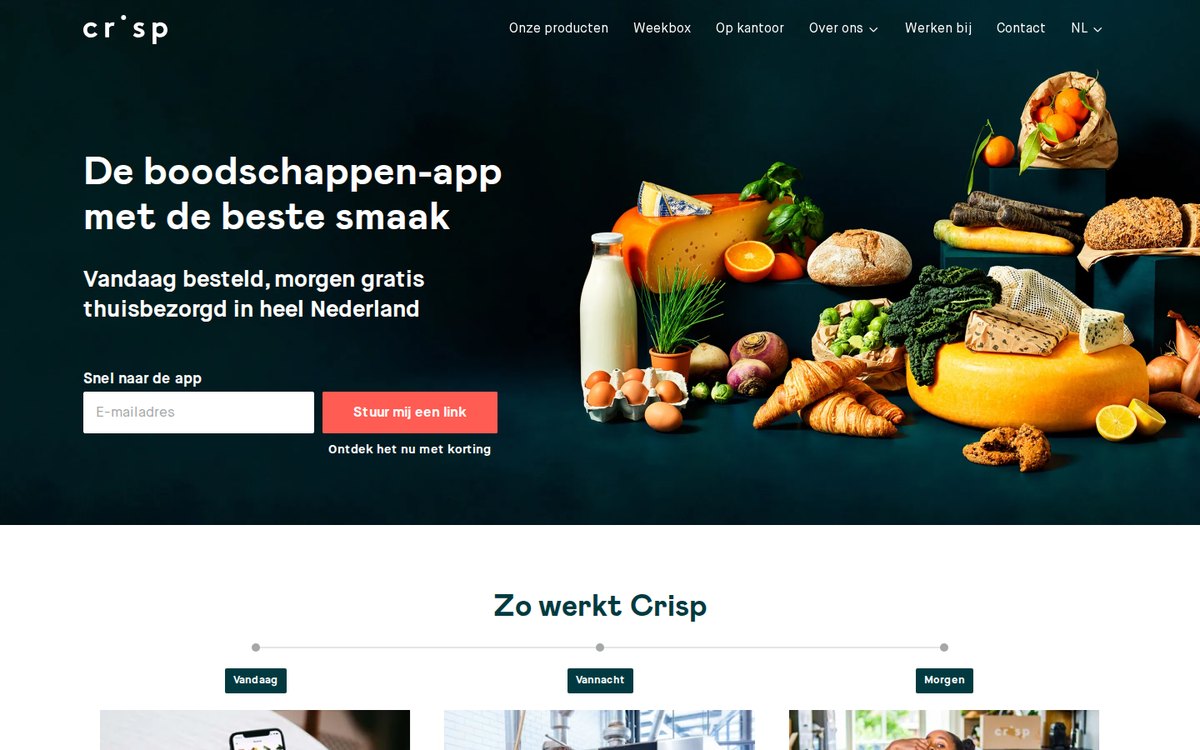 crisp
Onze producten
Weekbox
Op kantoor
Over ons
Werken bij
Contact
NL
De boodschappen-app
met de beste smaak
Vandaag besteld, morgen gratis
thuisbezorgd in heel Nederland
Snel naar de app
E-mailadres
Stuur mij een link
Ontdek het nu met korting
Zo werkt Crisp
Vandaag
Vannacht
Morgen
crisp